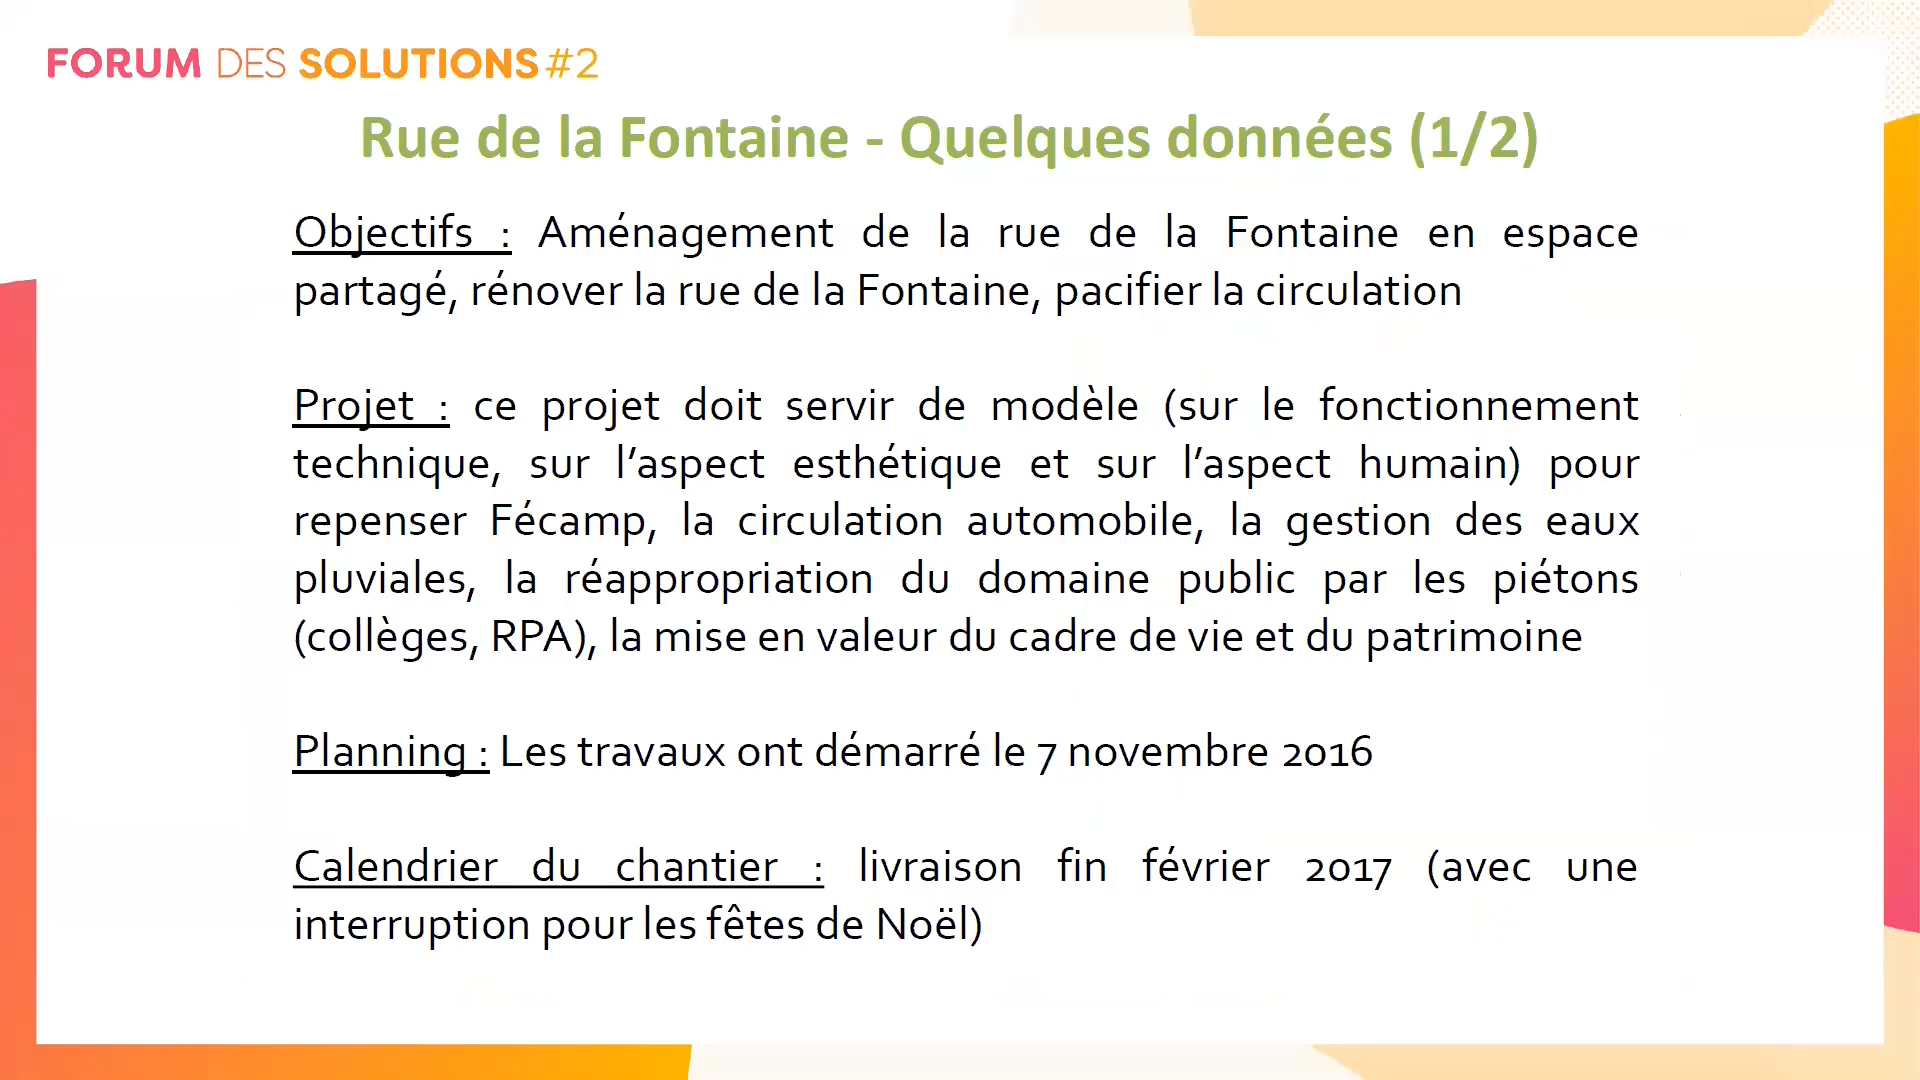 FORUM DES SOLUTIONS #2
Rue de la Fontaine - Quelques données (1/2)
Objectifs : Aménagement de la rue de la Fontaine en espace
partagé, rénover la rue de la Fontaine, pacifier la circulation
Projet : ce projet doit servir de modèle (sur le fonctionnement
technique, sur l’aspect esthétique et sur l’aspect humain) pour
repenser Fécamp, la circulation automobile, la gestion des eaux
pluviales, la réappropriation du domaine public par les piétons
(collèges, RPA), la mise en valeur du cadre de vie et du patrimoine
Planning : Les travaux ont démarré le 7 novembre 2016
Calendrier du chantier : livraison fin février 2017 (avec une
interruption pour les fêtes de Noël)